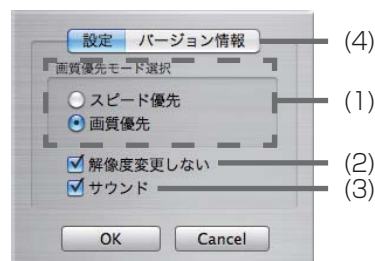 設定 バージョン情報 (4)
画質優先モード選択
スピード優先 (1)
画質優先
解像度変更しない (2)
サウンド (3)
OK Cancel